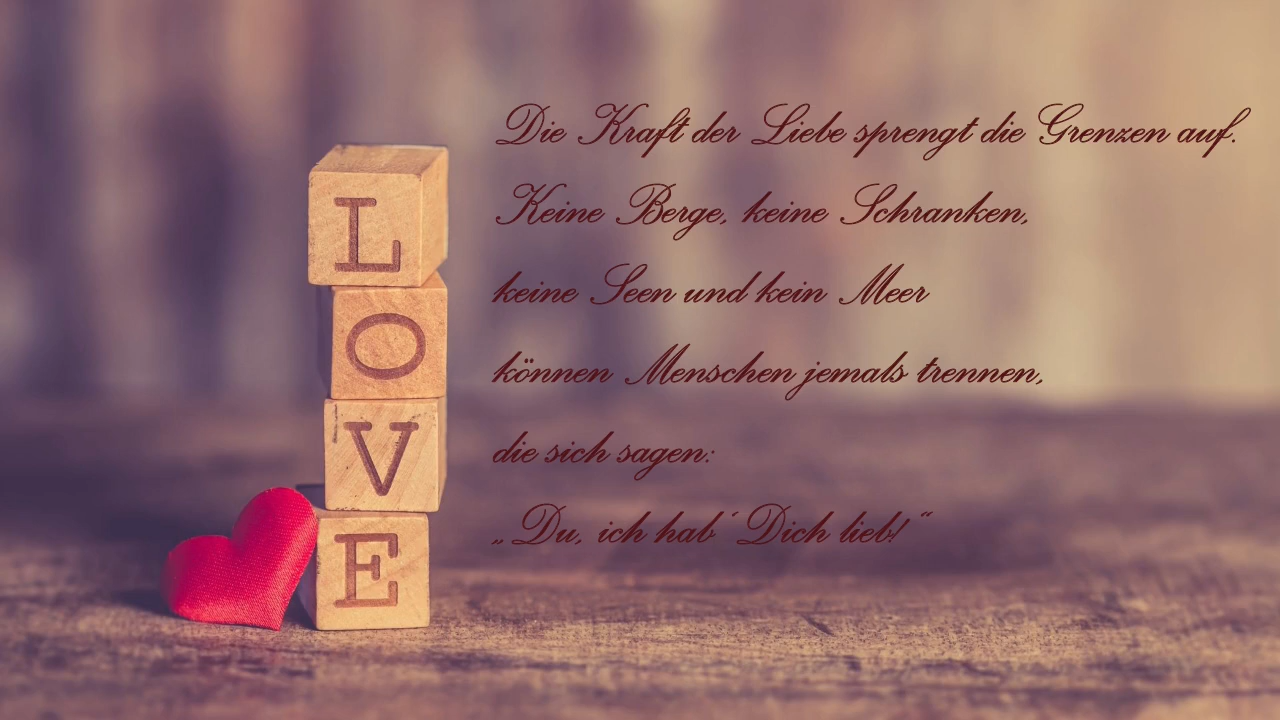 L
O
V
E
Die Kraft der Liebe sprengt die Grenzen auf.
Keine Berge, keine Schranken,
keine Seen und kein Meer
können Menschen jemals trennen,
die sich sagen:
„Du, ich hab´ Dich lieb!“